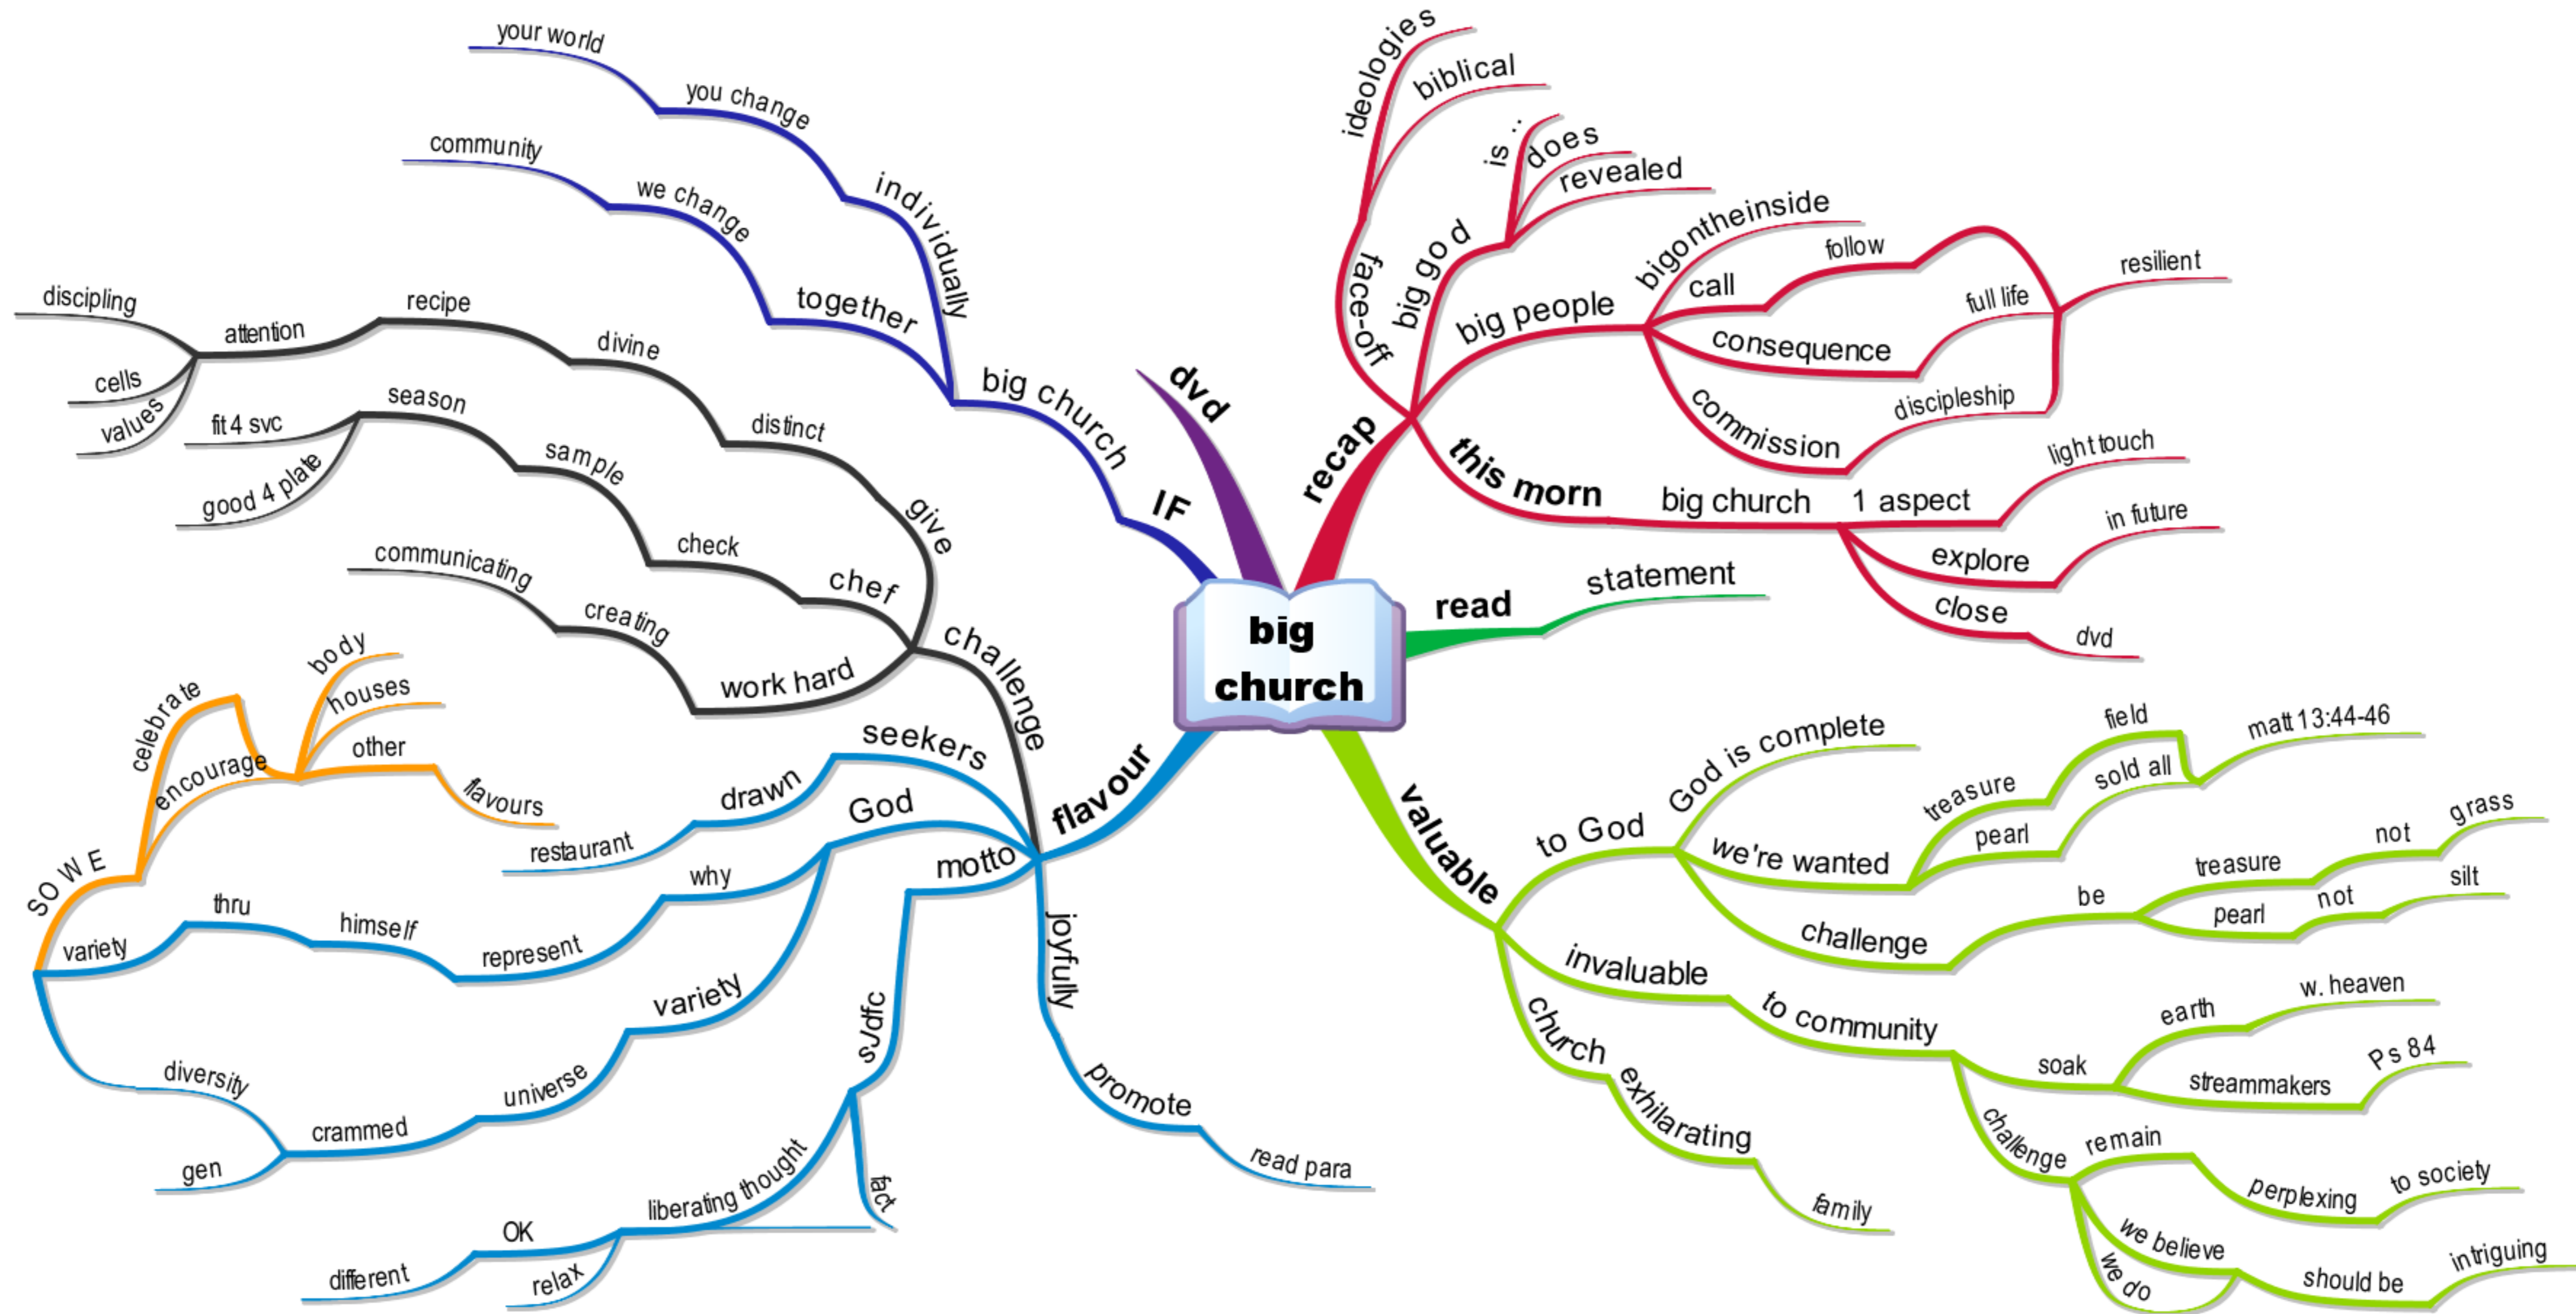 big
church
recap
face-off
ideologies
biblical
big god
is ..
does
revealed
big people
bigontheinside
call
follow
consequence
full life
commission
discipleship
resilient
this morn
big church
1 aspect
light touch
explore
in future
close
dvd
read
statement
valuable
to God
God is complete
we're wanted
treasure
field
pearl
sold all
matt 13:44-46
challenge
be
treasure
not
grass
pearl
not
silt
invaluable
to community
soak
earth
w. heaven
streammakers
Ps 84
challenge
remain
perplexing
to society
we believe
we do
should be
intriguing
church
exhilarating
family
flavour
joyfully
promote
read para
motto
sJdfc
fact
liberating thought
OK
different
relax
God
why
represent
himself
thru
variety
variety
universe
crammed
diversity
gen
SO WE
celebrate
encourage
body
houses
other
flavours
seekers
drawn
restaurant
challenge
work hard
creating
communicating
chef
check
sample
season
fit 4 svc
good 4 plate
give
distinct
divine
recipe
attention
discipling
cells
values
IF
big church
together
we change
community
individually
you change
your world
dvd